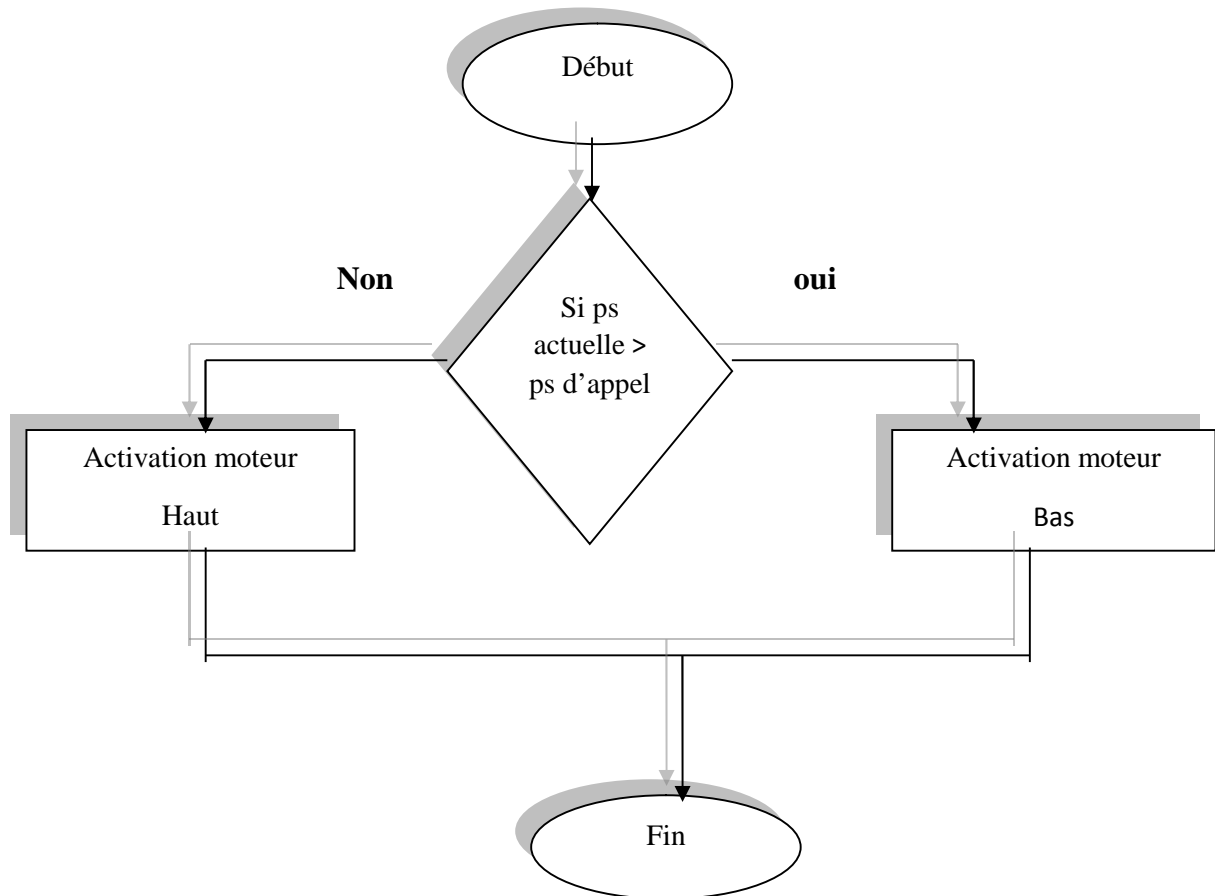 Début
Non
oui
Si ps
actuelle >
ps d’appel
Activation moteur
Haut
Activation moteur
Bas
Fin